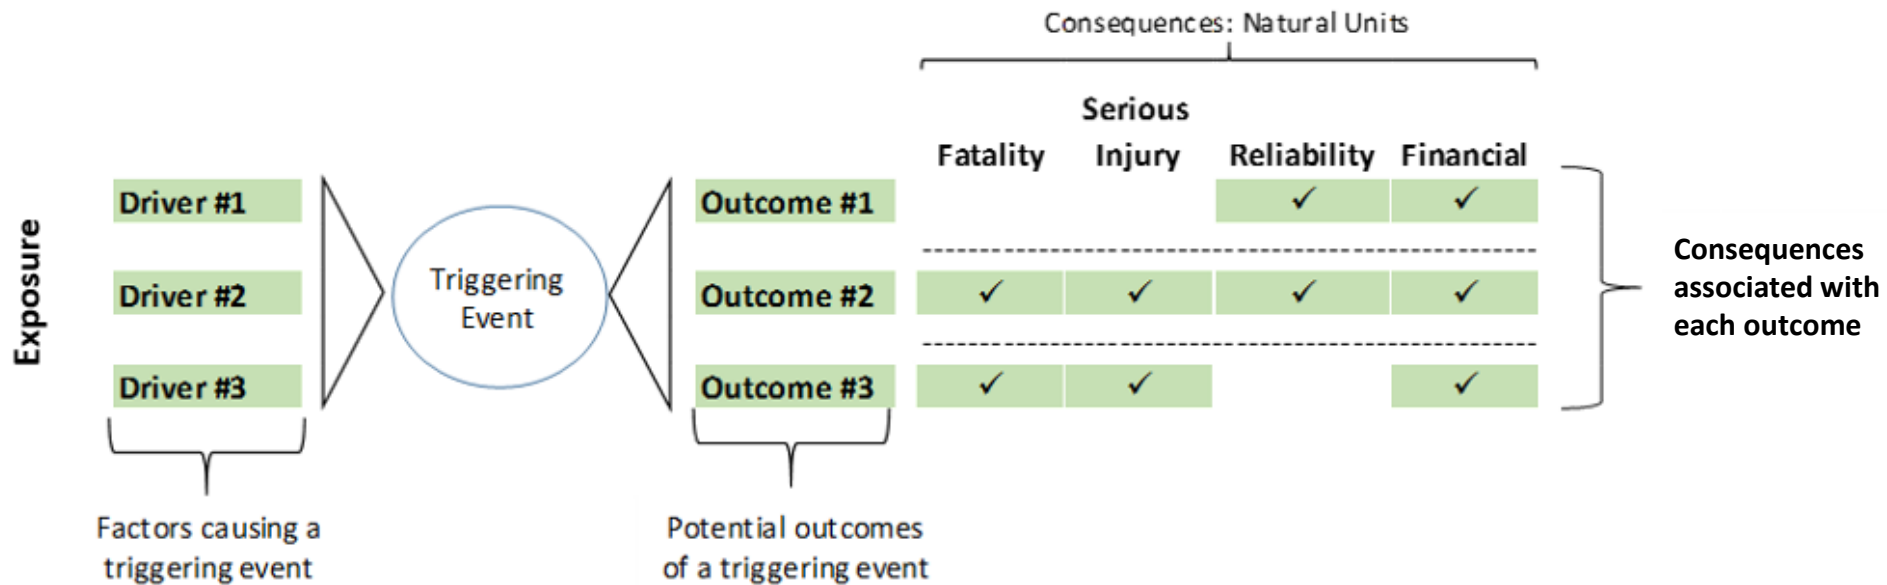 Consequences: Natural Units
Serious
Fatality Injury Reliability Financial
Exposure
Driver #1
Outcome #1 ✓ ✓
Driver #2
Triggering
Event
Outcome #2 ✓ ✓ ✓ ✓
Driver #3
Outcome #3 ✓ ✓ ✓
Consequences
associated with
each outcome
Factors causing a
triggering event
Potential outcomes
of a triggering event